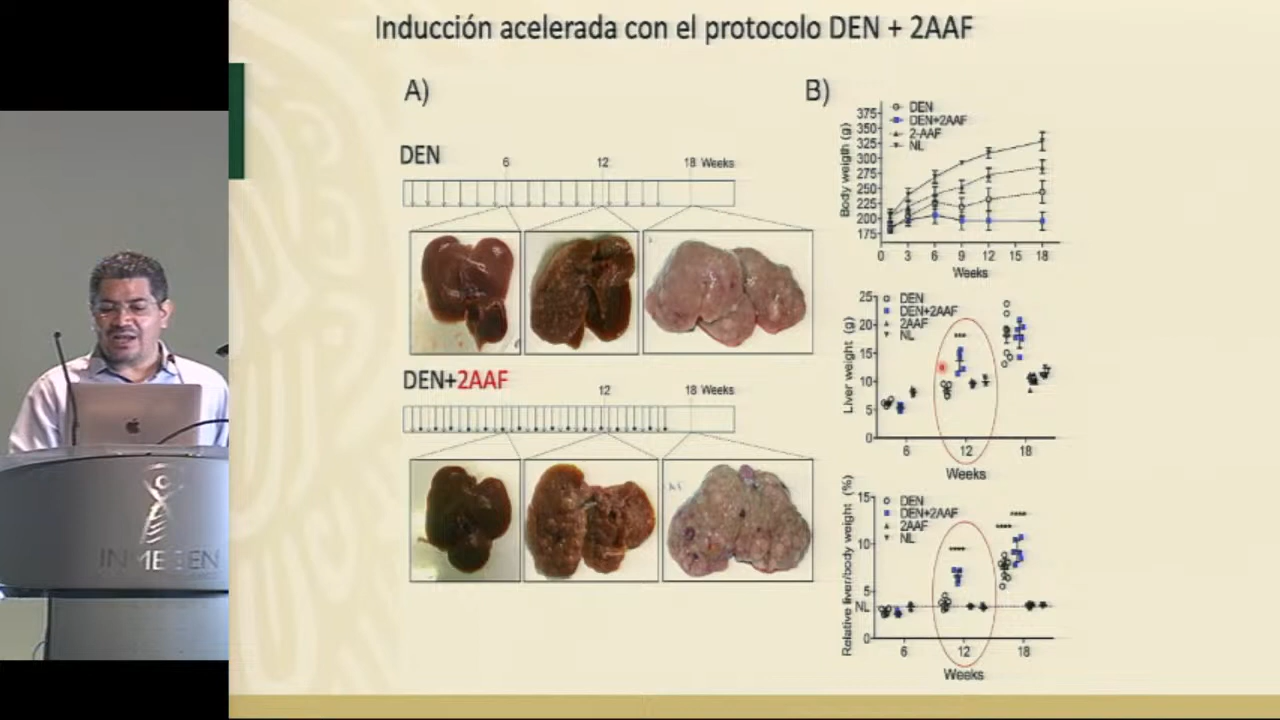 Inducción acelerada con el protocolo DEN + 2AAF
A)
DEN
6 12 18 Weeks
DEN+2AAF
12 18 Weeks
B)
Body weigth (g)
375
350
325
300
275
250
225
200
175
DEN
DEN+2AAF
2-AAF
NL
0 3 6 9 12 15 18
Weeks
Liver weight (g)
25
20
15
10
5
0
DEN
DEN+2AAF
2AAF
NL
***
6 12 18
Weeks
Relative liver/body weight (%)
15
10
5
NL
0
DEN
DEN+2AAF
2AAF
NL
****
**** ****
6 12 18
Weeks
INMEGEN